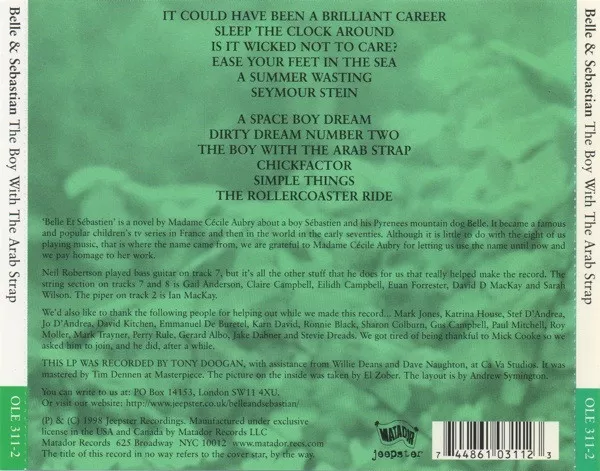 IT COULD HAVE BEEN A BRILLIANT CAREER
SLEEP THE CLOCK AROUND
IS IT WICKED NOT TO CARE?
EASE YOUR FEET IN THE SEA
A SUMMER WASTING
SEYMOUR STEIN
A SPACE BOY DREAM
DIRTY DREAM NUMBER TWO
THE BOY WITH THE ARAB STRAP
CHICKFACTOR
SIMPLE THINGS
THE ROLLERCOASTER RIDE
'Belle Et Sébastien' is a novel by Madame Cécile Aubry about a boy Sébastien and his Pyrenees mountain dog Belle. It became a famous
and popular children's tv series in France and then in the world in the early seventies. Although it is little to do with the eight of us
playing music, that is where the name came from, we are grateful to Madame Cécile Aubry for letting us use the name until now and
we pay homage to her work.
Neil Robertson played bass guitar on track 7, but it's all the other stuff that he does for us that really helped make the record. The
string section on tracks 7 and 8 is Gail Anderson, Claire Campbell, Eilidh Campbell, Euan Forrester, David D MacKay and Sarah
Wilson. The piper on track 2 is Ian MacKay.
We'd also like to thank the following people for helping out while we made this record... Mark Jones, Katrina House, Stef D'Andrea,
Jo D'Andrea, David Kitchen, Emmanuel De Buretel, Karn David, Ronnie Black, Sharon Colburn, Gus Campbell, Paul Mitchell, Roy
Moller, Mark Trayner, Perry Rule, Gerard Albo, Jake Dabner and Stevie Dreads. We got tired of being thankful to Mick Cooke so we
asked him to join, and he did, after a while.
THIS LP WAS RECORDED BY TONY DOOGAN, with assistance from Willie Deans and Dave Naughton, at Ca Va Studios. It was
mastered by Tim Dennen at Masterpiece. The picture on the inside was taken by El Zober. The layout is by Andrew Symington.
You can write to us at: PO Box 14153, London SW11 4XU.
Or visit our website: http://www.jeepster.co.uk/belleandsebastian/
(P) & (C) 1998 Jeepster Recordings. Manufactured under exclusive
license in the USA and Canada by Matador Records LLC
Matador Records 625 Broadway NYC 10012 www.matador.recs.com
The title of this record in no way refers to the cover star, by the way.
MATADOR
jeepster
7 44861 03112 3
Belle & Sebastian The Boy With The Arab Strap
OLE 311-2
Belle & Sebastian The Boy With The Arab Strap
OLE 311-2